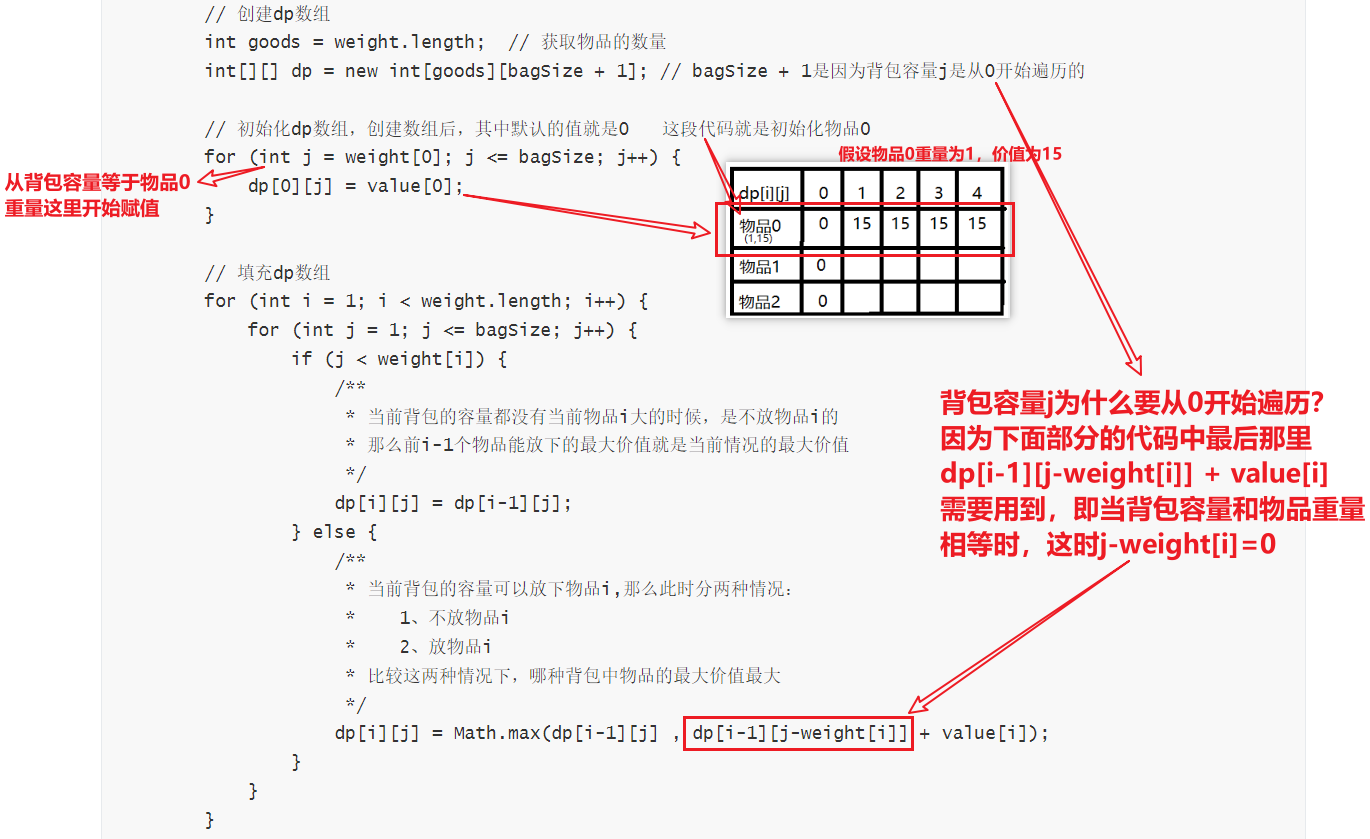 // 创建dp数组
int goods = weight.length;  // 获取物品的数量
int[][] dp = new int[goods][bagSize + 1]; // bagSize + 1是因为背包容量j是从0开始遍历的
// 初始化dp数组，创建数组后，其中默认的值就是0   这段代码就是初始化物品0
for (int j = weight[0]; j <= bagSize; j++) {
dp[0][j] = value[0];
}
从背包容量等于物品0
重量这里开始赋值
假设物品0重量为1，价值为15
dp[i][j] 0 1 2 3 4
物品0 0 15 15 15 15
(1,15)
物品1 0
物品2 0
// 填充dp数组
for (int i = 1; i < weight.length; i++) {
for (int j = 1; j <= bagSize; j++) {
if (j < weight[i]) {
/**
* 当前背包的容量都没有当前物品i大的时候，是不放物品i的
* 那么前i-1个物品能放下的最大价值就是当前情况的最大价值
*/
dp[i][j] = dp[i-1][j];
} else {
/**
* 当前背包的容量可以放下物品i,那么此时分两种情况：
*    1、不放物品i
*    2、放物品i
* 比较这两种情况下，哪种背包中物品的最大价值最大
*/
dp[i][j] = Math.max(dp[i-1][j] , dp[i-1][j-weight[i]] + value[i]);
}
}
}
背包容量j为什么要从0开始遍历？
因为下面部分的代码中最后那里
dp[i-1][j-weight[i]] + value[i]
需要用到，即当背包容量和物品重量
相等时，这时j-weight[i]=0